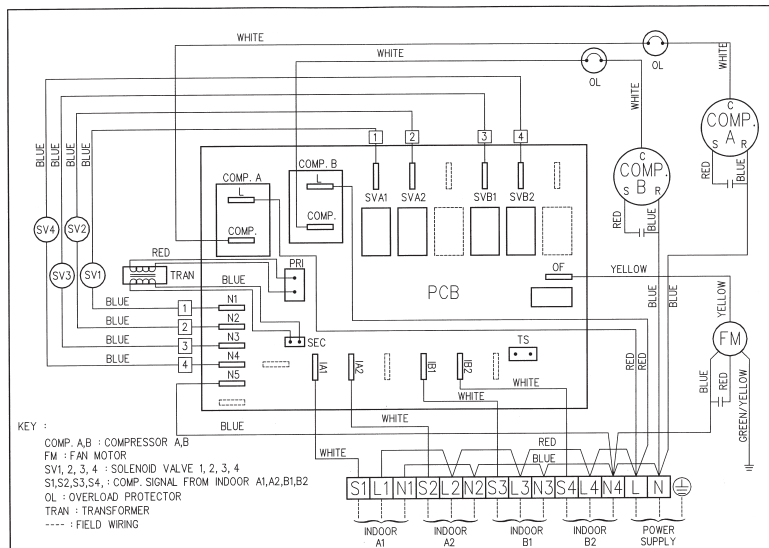 WHITE
WHITE
OL
OL
WHITE
WHITE
C
COMP.
A
S R
RED
BLUE
C
COMP.
B
S R
RED
BLUE
1
2
3
4
BLUE
BLUE
BLUE
BLUE
SV4
SV2
SV3
SV1
COMP. A
L
COMP.
COMP. B
L
COMP.
SVA1
SVA2
SVB1
SVB2
RED
TRAN
BLUE
PRI
SEC
PCB
OF
YELLOW
YELLOW
FM
BLUE
RED
GREEN/YELLOW
BLUE
BLUE
RED
RED
BLUE 1 N1
BLUE 2 N2
BLUE 3 N3
BLUE 4 N4
N5
IA1
IA2
IB1
IB2
TS
WHITE
WHITE
WHITE
WHITE
BLUE
RED
BLUE
KEY :
COMP. A,B : COMPRESSOR A,B
FM : FAN MOTOR
SV1, 2, 3, 4 : SOLENOID VALVE 1, 2, 3, 4
S1,S2,S3,S4, : COMP. SIGNAL FROM INDOOR A1,A2,B1,B2
OL : OVERLOAD PROTECTOR
TRAN : TRANSFORMER
---- : FIELD WIRING
S1 L1 N1 S2 L2 N2 S3 L3 N3 S4 L4 N4 L N
INDOOR
A1
INDOOR
A2
INDOOR
B1
INDOOR
B2
POWER
SUPPLY